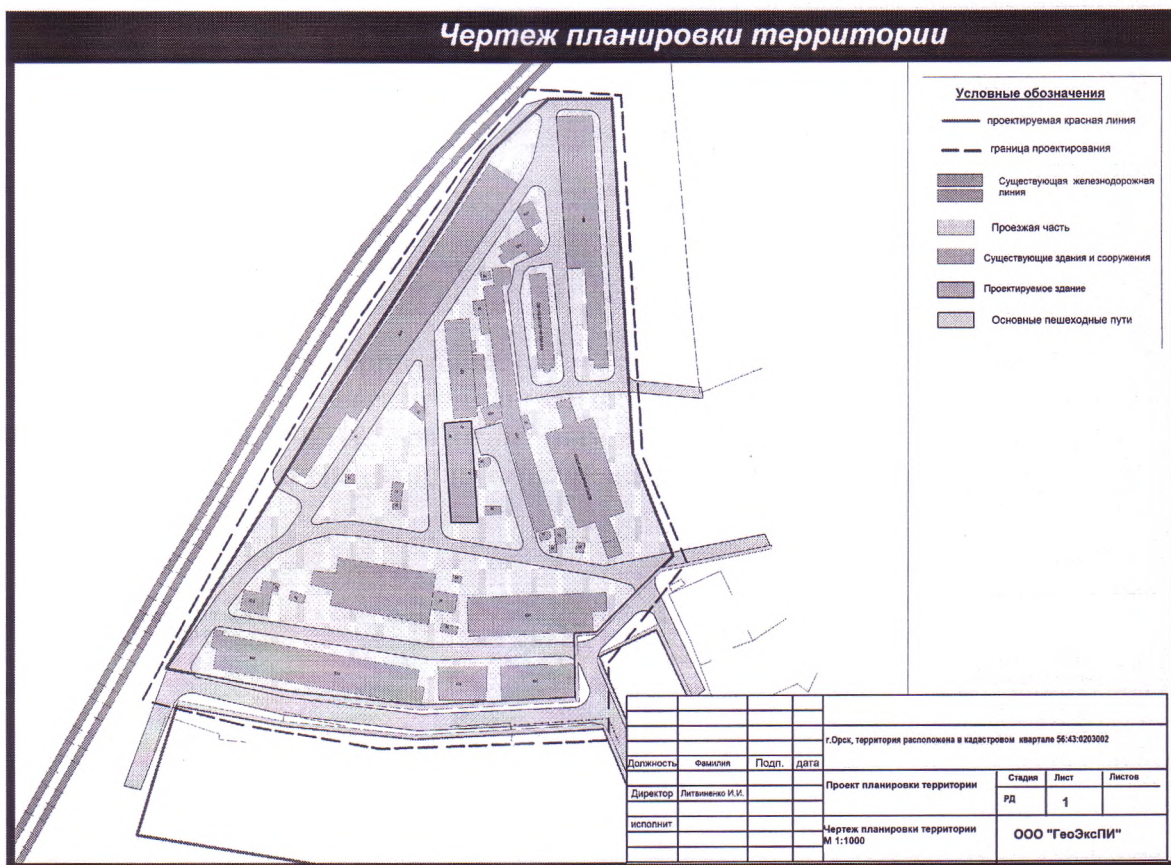 Чертеж планировки территории
Условные обозначения
проектируемая красная линия
граница проектирования
Существующая железнодорожная
линия
Проезжая часть
Существующие здания и сооружения
Проектируемое здание
Основные пешеходные пути
г.Орск, территория расположена в кадастровом квартале 56:43:0203002
Должность Фамилия Подп. дата
Директор Литвиненко И.И.
Проект планировки территории
Стадия Лист Листов
РД 1
исполнит
Чертеж планировки территории
М 1:1000
ООО "ГеоЭксПИ"